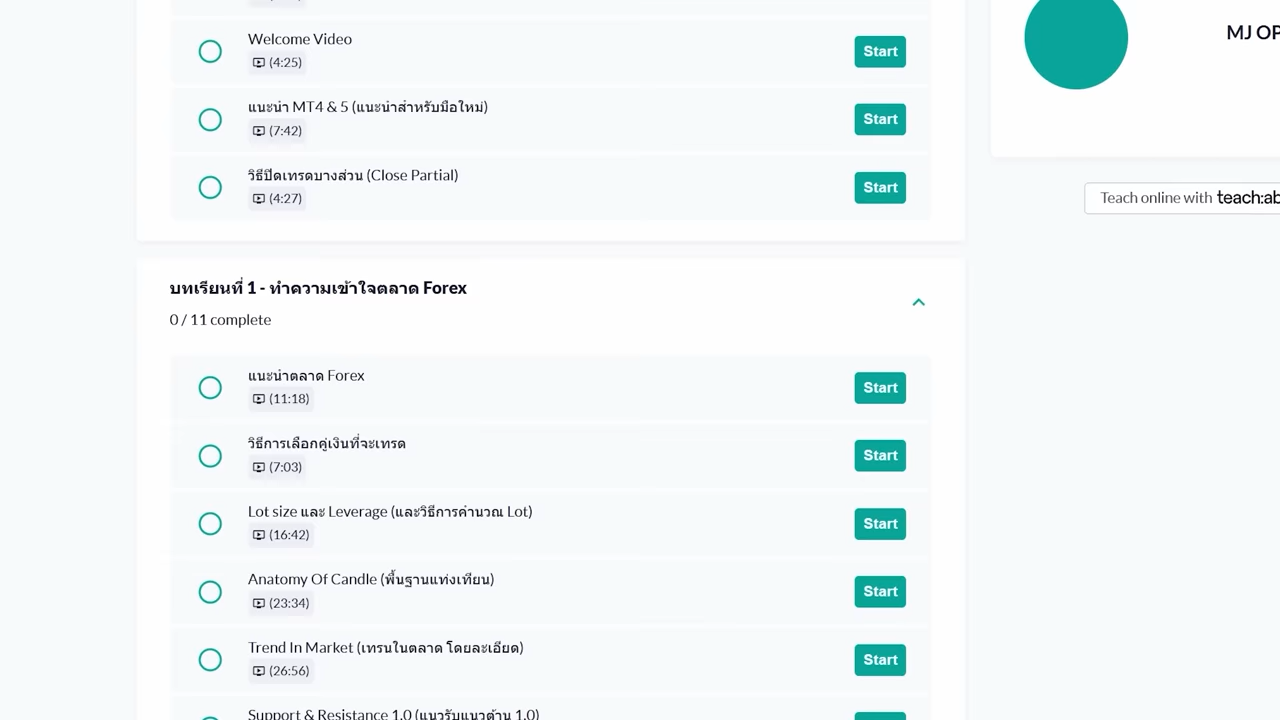 Welcome Video
Start
(4:25)
MJ OP
แนะนำ MT4 & 5 (แนะนำสำหรับมือใหม่)
Start
(7:42)
วิธีปิดเทรดบางส่วน (Close Partial)
Start
(4:27)
Teach online with teach:ab
บทเรียนที่ 1 - ทำความเข้าใจตลาด Forex
0 / 11 complete
แนะนำตลาด Forex
Start
(11:18)
วิธีการเลือกคู่เงินที่จะเทรด
Start
(7:03)
Lot size และ Leverage (และวิธีการคำนวณ Lot)
Start
(16:42)
Anatomy Of Candle (พื้นฐานแท่งเทียน)
Start
(23:34)
Trend In Market (เทรนในตลาด โดยละเอียด)
Start
(26:56)
Support & Resistance 1.0 (แนวรับแนวต้าน 1.0)